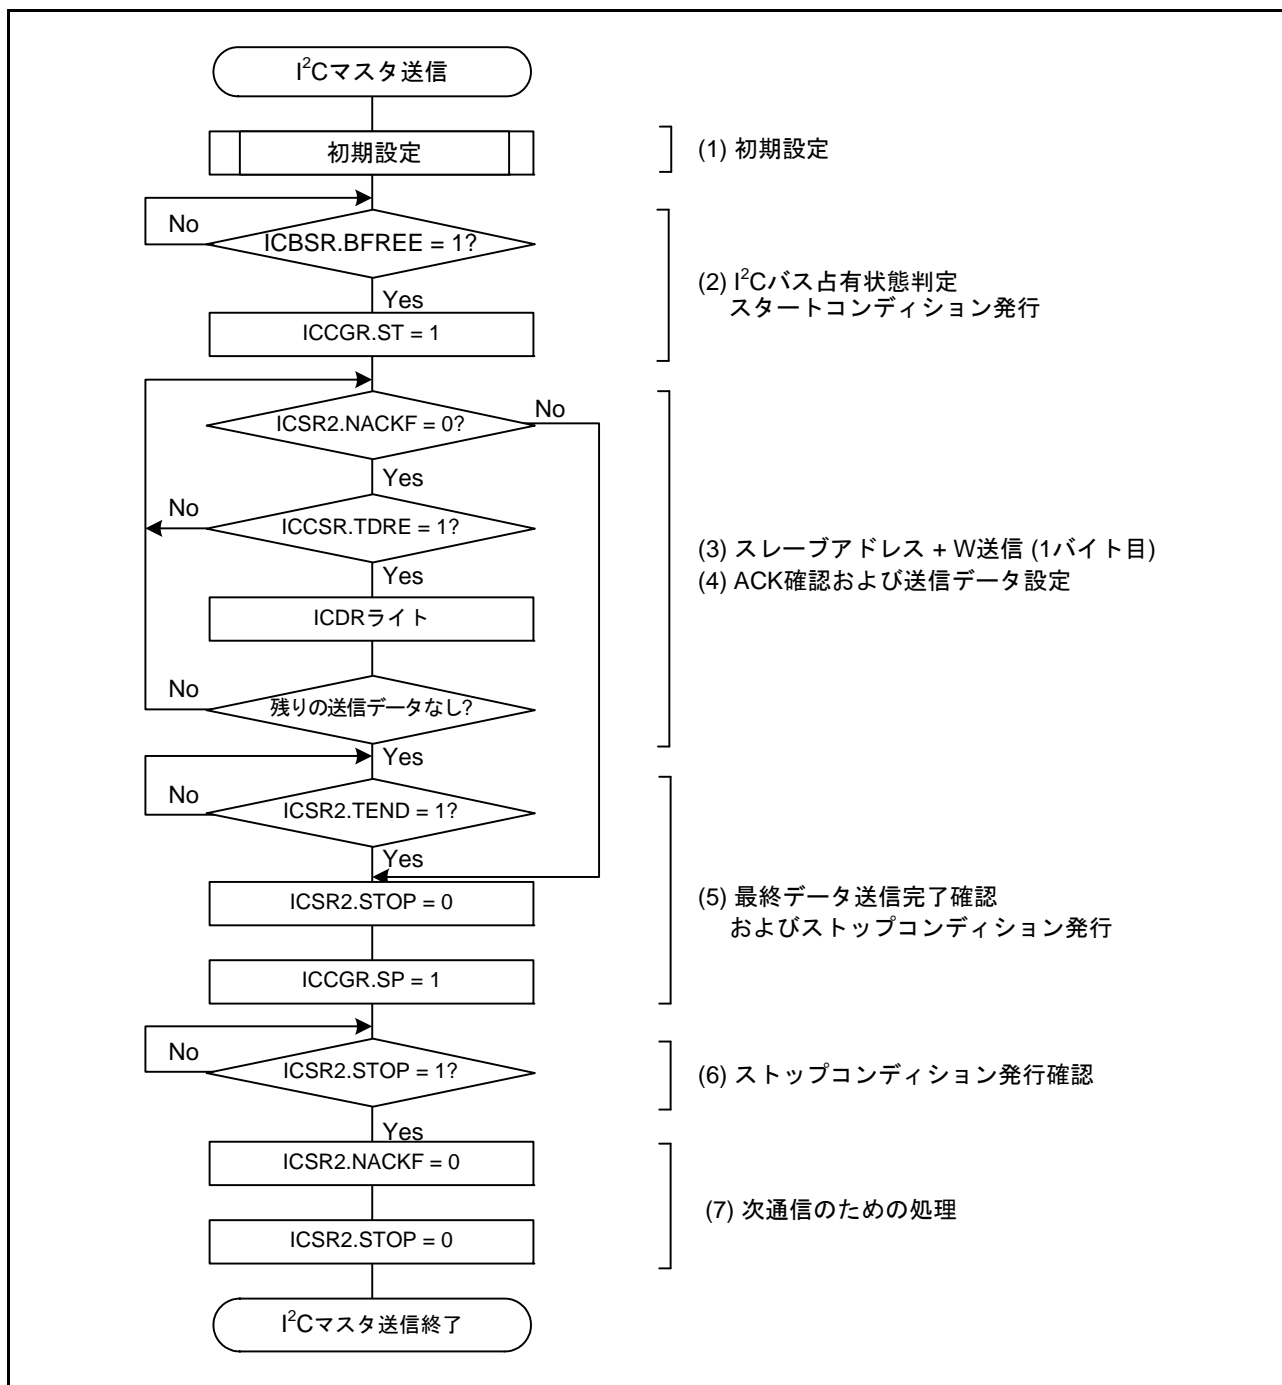 I²Cマスタ送信
初期設定
(1) 初期設定
No
ICBSR.BFREE = 1?
Yes
ICCGR.ST = 1
(2) I²Cバス占有状態判定
スタートコンディション発行
ICSR2.NACKF = 0?
No
Yes
No
ICCSR.TDRE = 1?
Yes
ICDRライト
No
残りの送信データなし?
Yes
(3) スレーブアドレス + W送信 (1バイト目)
(4) ACK確認および送信データ設定
No
ICSR2.TEND = 1?
Yes
ICSR2.STOP = 0
ICCGR.SP = 1
(5) 最終データ送信完了確認
およびストップコンディション発行
No
ICSR2.STOP = 1?
Yes
(6) ストップコンディション発行確認
ICSR2.NACKF = 0
ICSR2.STOP = 0
(7) 次通信のための処理
I²Cマスタ送信終了